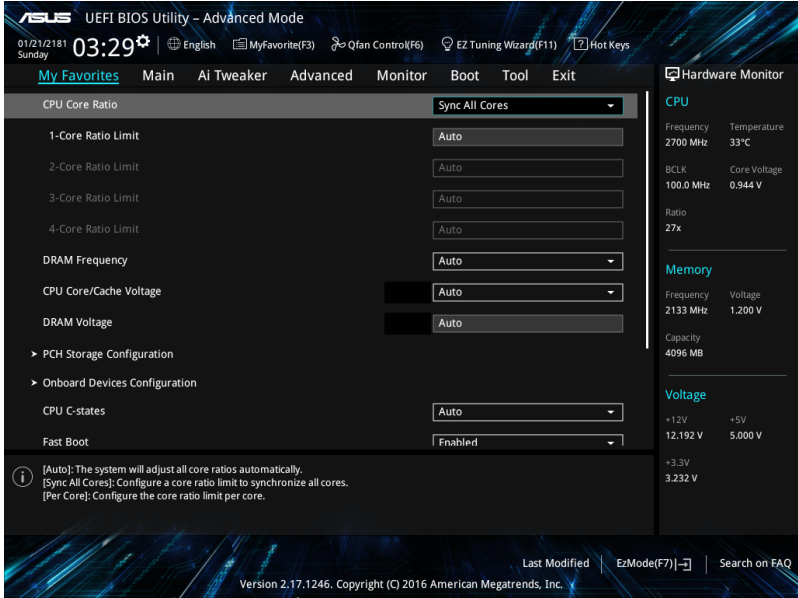 ASUS UEFI BIOS Utility – Advanced Mode
01/21/2181
Sunday
03:29
English MyFavorite(F3) Qfan Control(F6) EZ Tuning Wizard(F11) ? Hot Keys
My Favorites Main Ai Tweaker Advanced Monitor Boot Tool Exit
CPU Core Ratio Sync All Cores
1-Core Ratio Limit Auto
2-Core Ratio Limit Auto
3-Core Ratio Limit Auto
4-Core Ratio Limit Auto
DRAM Frequency Auto
CPU Core/Cache Voltage Auto
DRAM Voltage Auto
> PCH Storage Configuration
> Onboard Devices Configuration
CPU C-states Auto
Fast Boot Enabled
[Auto]: The system will adjust all core ratios automatically.
[Sync All Cores]: Configure a core ratio limit to synchronize all cores.
[Per Core]: Configure the core ratio limit per core.
Hardware Monitor
CPU
Frequency Temperature
2700 MHz 33°C
BCLK Core Voltage
100.0 MHz 0.944 V
Ratio
27x
Memory
Frequency Voltage
2133 MHz 1.200 V
Capacity
4096 MB
Voltage
+12V +5V
12.192 V 5.000 V
+3.3V
3.232 V
Last Modified EzMode(F7) Search on FAQ
Version 2.17.1246. Copyright (C) 2016 American Megatrends, Inc.